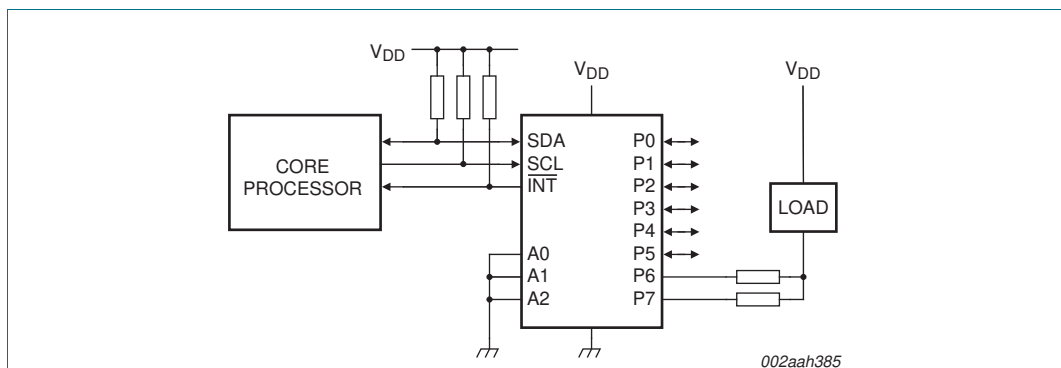 VDD
VDD
VDD
CORE
PROCESSOR
SDA
SCL
INT
A0
A1
A2
P0
P1
P2
P3
P4
P5
P6
P7
LOAD
002aah385